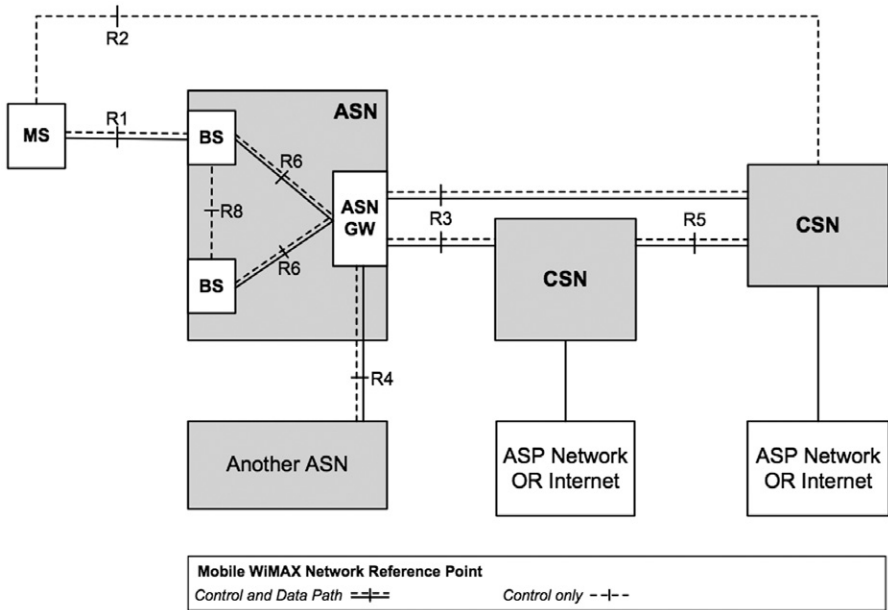 R2
MS
R1
ASN
BS
R6
R8
ASN
GW
R3
R5
CSN
CSN
R6
BS
R4
Another ASN
ASP Network
OR Internet
ASP Network
OR Internet
Mobile WiMAX Network Reference Point
Control and Data Path
Control only